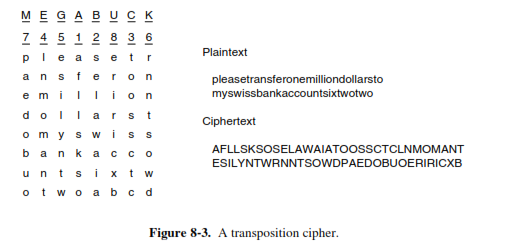 M E G A B U C K
7 4 5 1 2 8 3 6
p l e a s e t r
a n s f e r o n
e m i l l i o n
d o l l a r s t
o m y s w i s s
b a n k a c c o
u n t s i x t w
o t w o a b c d
Plaintext
pleasetransferonemilliondollarsto
myswissbankaccountsixtwotwo
Ciphertext
AFLLSKSOSELAWAIATOOSSCTCLNMOMANT
ESILYNTWRNNTSOWDPAEDOBUOERIRICXB
Figure 8-3. A transposition cipher.